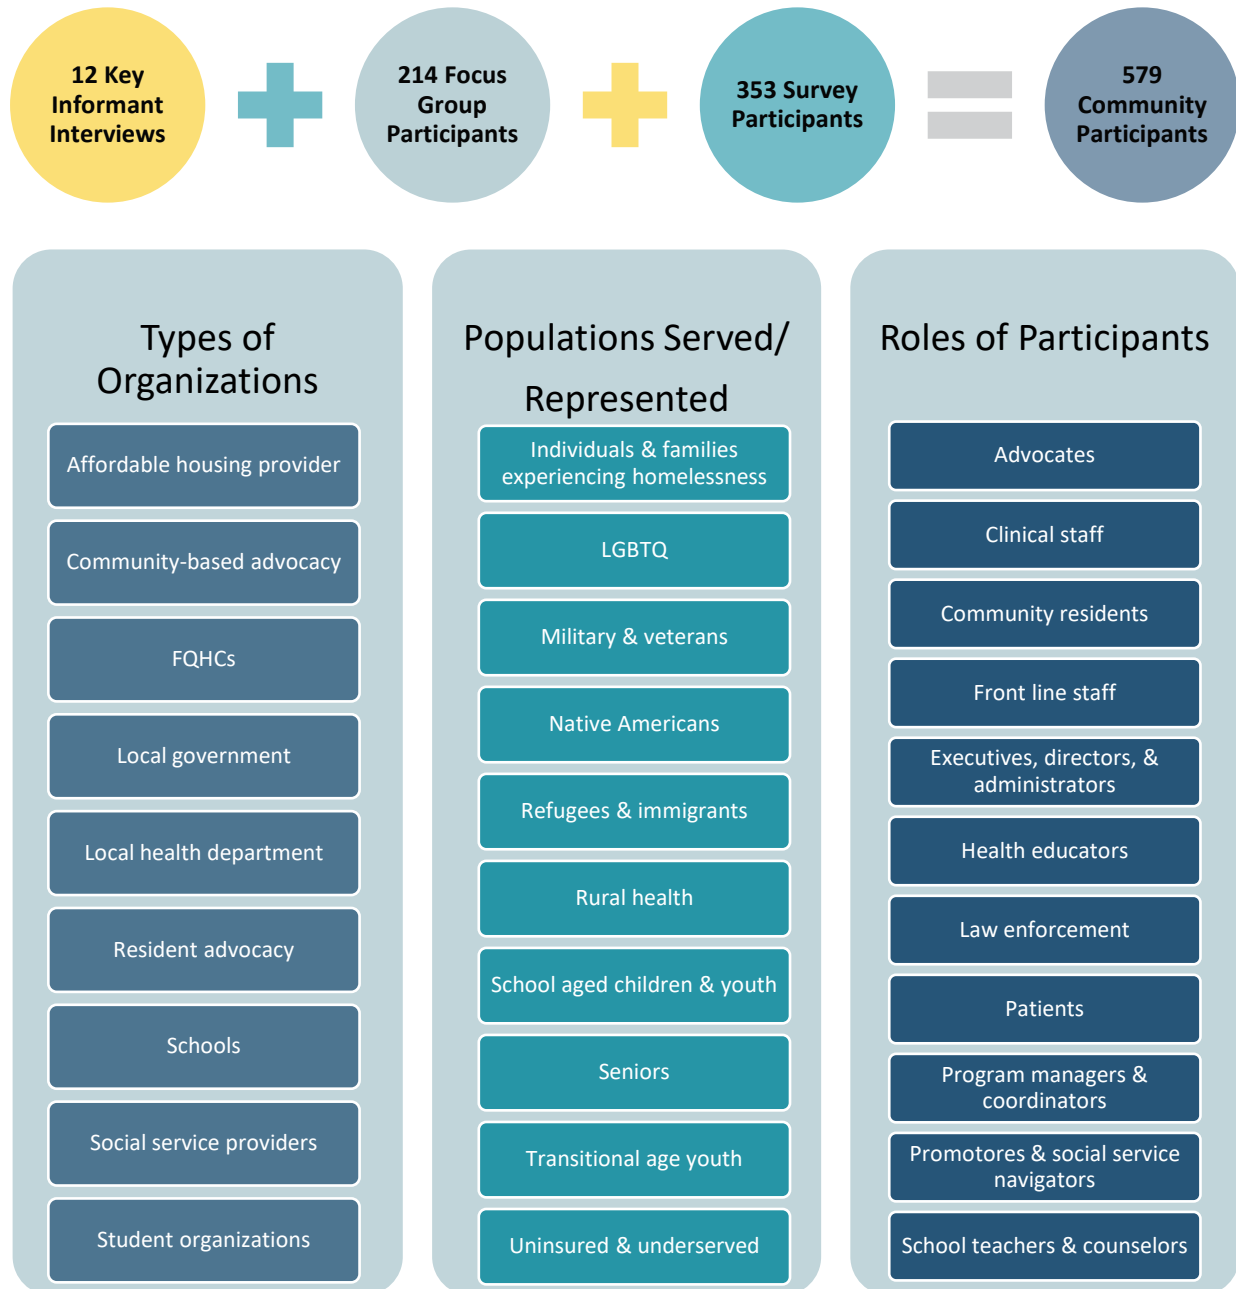 12 Key
Informant
Interviews
214 Focus
Group
Participants
353 Survey
Participants
579
Community
Participants
Types of
Organizations
Affordable housing provider
Community-based advocacy
FQHCs
Local government
Local health department
Resident advocacy
Schools
Social service providers
Student organizations
Populations Served/
Represented
Individuals & families
experiencing homelessness
LGBTQ
Military & veterans
Native Americans
Refugees & immigrants
Rural health
School aged children & youth
Seniors
Transitional age youth
Uninsured & underserved
Roles of Participants
Advocates
Clinical staff
Community residents
Front line staff
Executives, directors, &
administrators
Health educators
Law enforcement
Patients
Program managers &
coordinators
Promotores & social service
navigators
School teachers & counselors